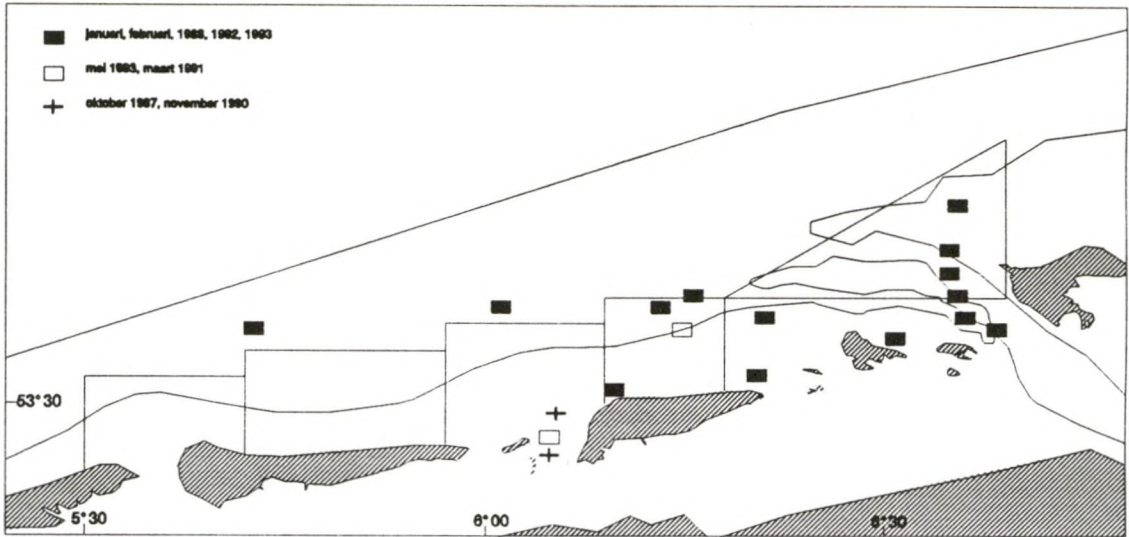 januari, februari, 1988, 1992, 1993
mei 1993, maart 1991
oktober 1987, november 1990
53°30
5°30
6°00
6°30